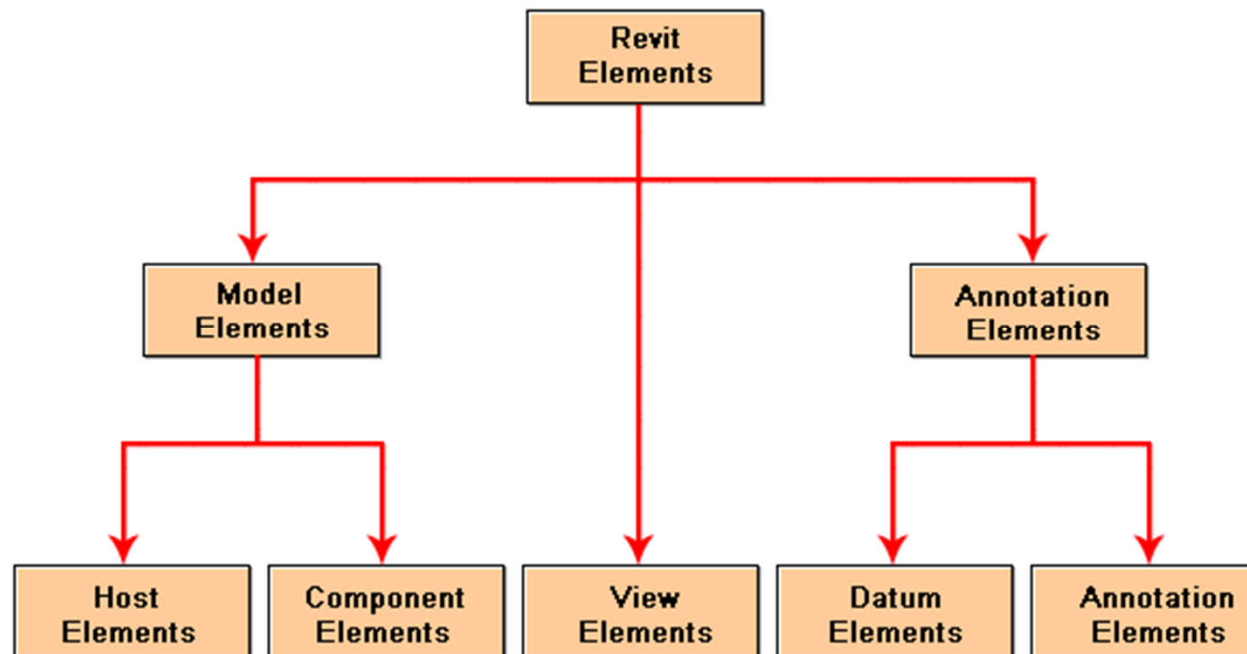 Revit
Elements
Model
Elements
Annotation
Elements
Host
Elements
Component
Elements
View
Elements
Datum
Elements
Annotation
Elements